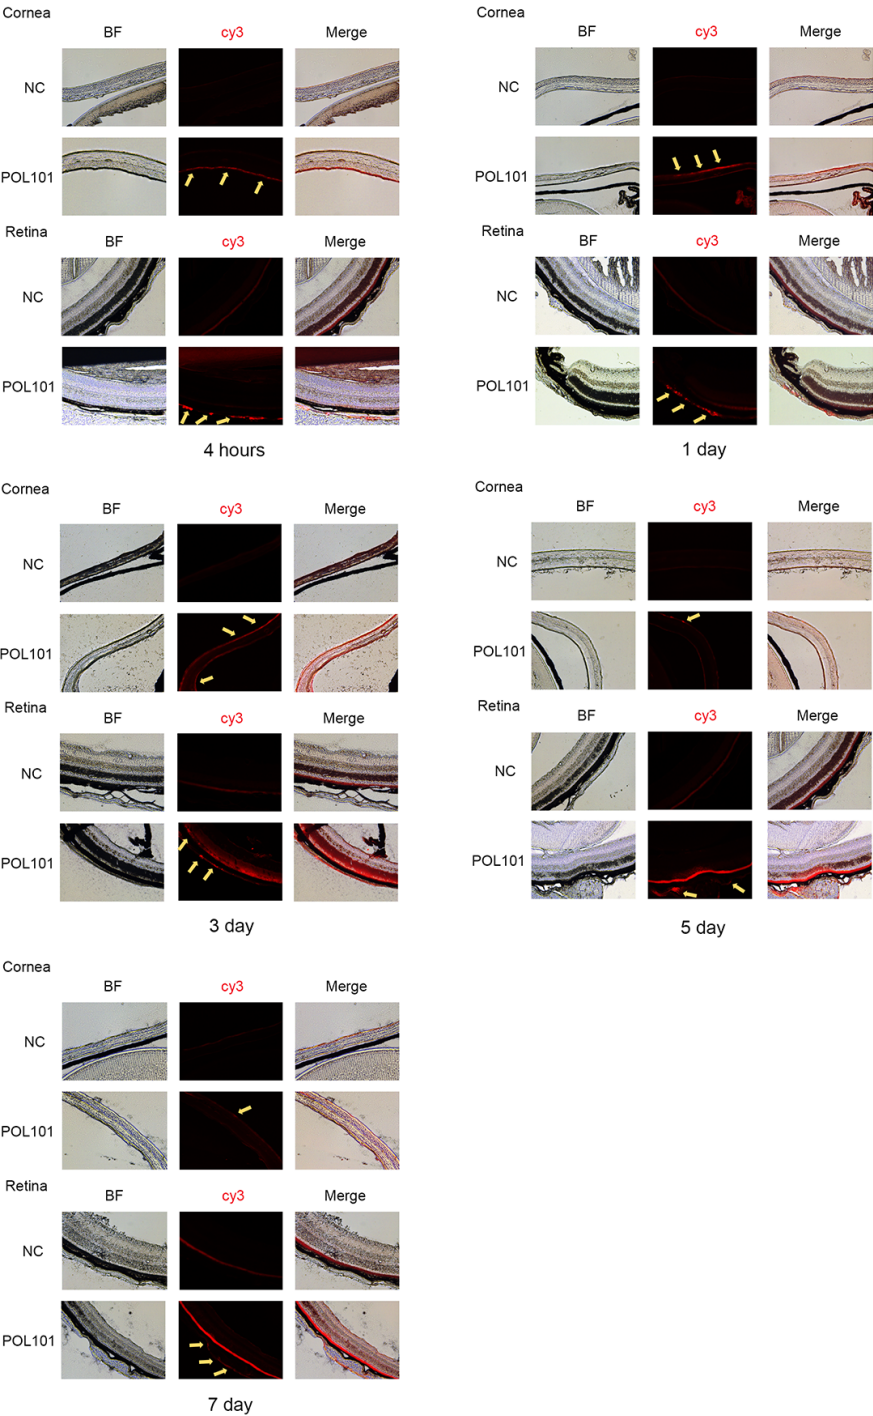 Cornea
BF cy3 Merge
NC
POL101
Retina
BF cy3 Merge
NC
POL101
4 hours
Cornea
BF cy3 Merge
NC
POL101
Retina
BF cy3 Merge
NC
POL101
1 day
Cornea
BF cy3 Merge
NC
POL101
Retina
BF cy3 Merge
NC
POL101
3 day
Cornea
BF cy3 Merge
NC
POL101
Retina
BF cy3 Merge
NC
POL101
5 day
Cornea
BF cy3 Merge
NC
POL101
Retina
BF cy3 Merge
NC
POL101
7 day